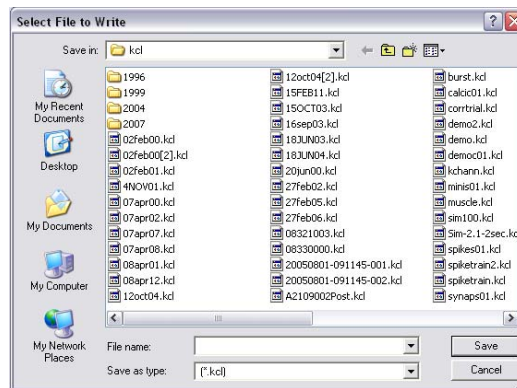 Select File to Write
Save in: kcl
My Recent Documents
Desktop
My Documents
My Computer
My Network Places
1996
1999
2004
2007
02feb00.kcl
02feb00[2].kcl
02feb01.kcl
4NOV01.kcl
07apr00.kcl
07apr02.kcl
07apr07.kcl
07apr08.kcl
08apr01.kcl
08apr12.kcl
12oct04.kcl
12oct04[2].kcl
15FEB11.kcl
15OCT03.kcl
16sep03.kcl
18JUN03.kcl
18JUN04.kcl
20jun00.kcl
27feb02.kcl
27feb05.kcl
27feb06.kcl
08321003.kcl
08330000.kcl
20050801-091145-001.kcl
20050801-091145-002.kcl
A2109002Post.kcl
burst.kcl
calcic01.kcl
corrtrial.kcl
demo2.kcl
demo.kcl
democ01.kcl
kchann.kcl
minis01.kcl
muscle.kcl
sim100.kcl
Sim-2.1-2sec.kcl
spikes01.kcl
spiketrain2.kcl
spiketrain.kcl
synaps01.kcl
File name:
Save
Save as type: (*.kcl)
Cancel